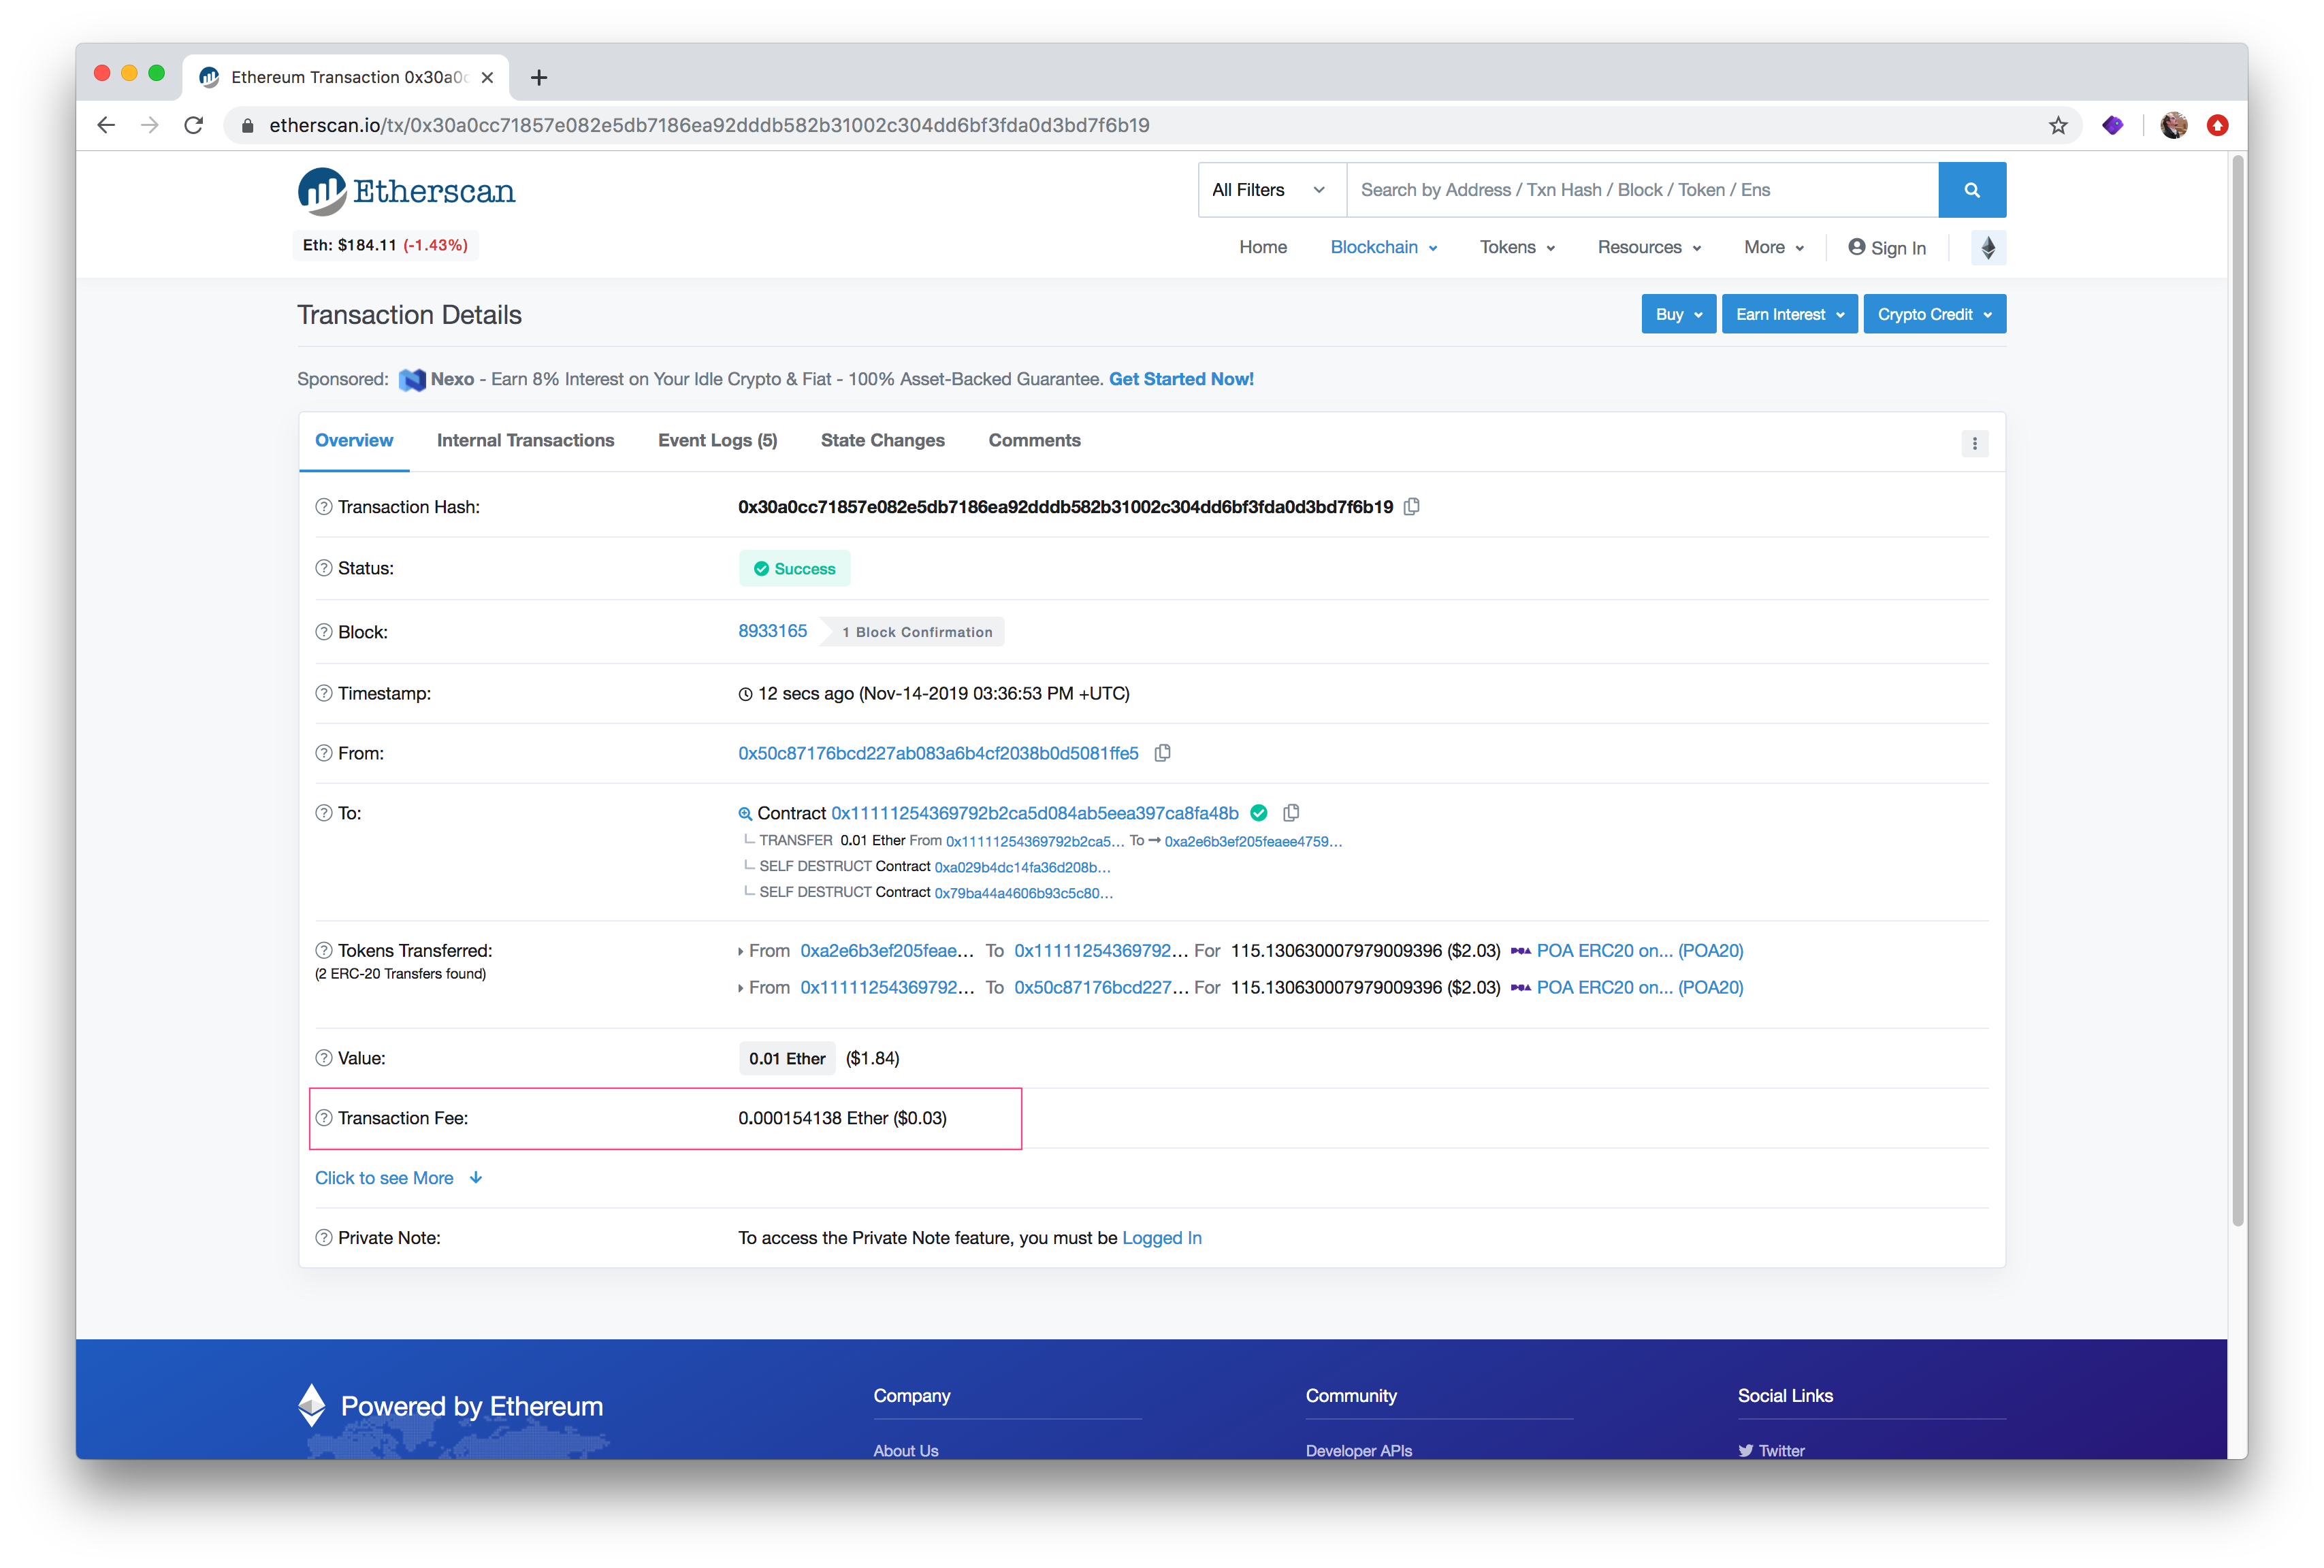 Ethereum Transaction 0x30a0c
etherscan.io/tx/0x30a0cc71857e082e5db7186ea92dddb582b31002c304dd6bf3fda0d3bd7f6b19
Etherscan
All Filters
Search by Address / Txn Hash / Block / Token / Ens
Eth: $184.11 (-1.43%)
Home Blockchain Tokens Resources More Sign In
Transaction Details
Buy Earn Interest Crypto Credit
Sponsored: Nexo - Earn 8% Interest on Your Idle Crypto & Fiat - 100% Asset-Backed Guarantee. Get Started Now!
Overview Internal Transactions Event Logs (5) State Changes Comments
Transaction Hash: 0x30a0cc71857e082e5db7186ea92dddb582b31002c304dd6bf3fda0d3bd7f6b19
Status: Success
Block: 8933165 1 Block Confirmation
Timestamp: 12 secs ago (Nov-14-2019 03:36:53 PM +UTC)
From: 0x50c87176bcd227ab083a6b4cf2038b0d5081ffe5
To: Contract 0x11111254369792b2ca5d084ab5eea397ca8fa48b
TRANSFER 0.01 Ether From 0x11111254369792b2ca5... To → 0xa2e6b3ef205feaee4759...
SELF DESTRUCT Contract 0xa029b4dc14fa36d208b...
SELF DESTRUCT Contract 0x79ba44a4606b93c5c80...
Tokens Transferred: From 0xa2e6b3ef205feae... To 0x11111254369792... For 115.130630007979009396 ($2.03) POA ERC20 on... (POA20)
(2 ERC-20 Transfers found)
From 0x11111254369792... To 0x50c87176bcd227... For 115.130630007979009396 ($2.03) POA ERC20 on... (POA20)
Value: 0.01 Ether ($1.84)
Transaction Fee: 0.000154138 Ether ($0.03)
Click to see More
Private Note: To access the Private Note feature, you must be Logged In
Powered by Ethereum
Company Community Social Links
About Us Developer APIs Twitter